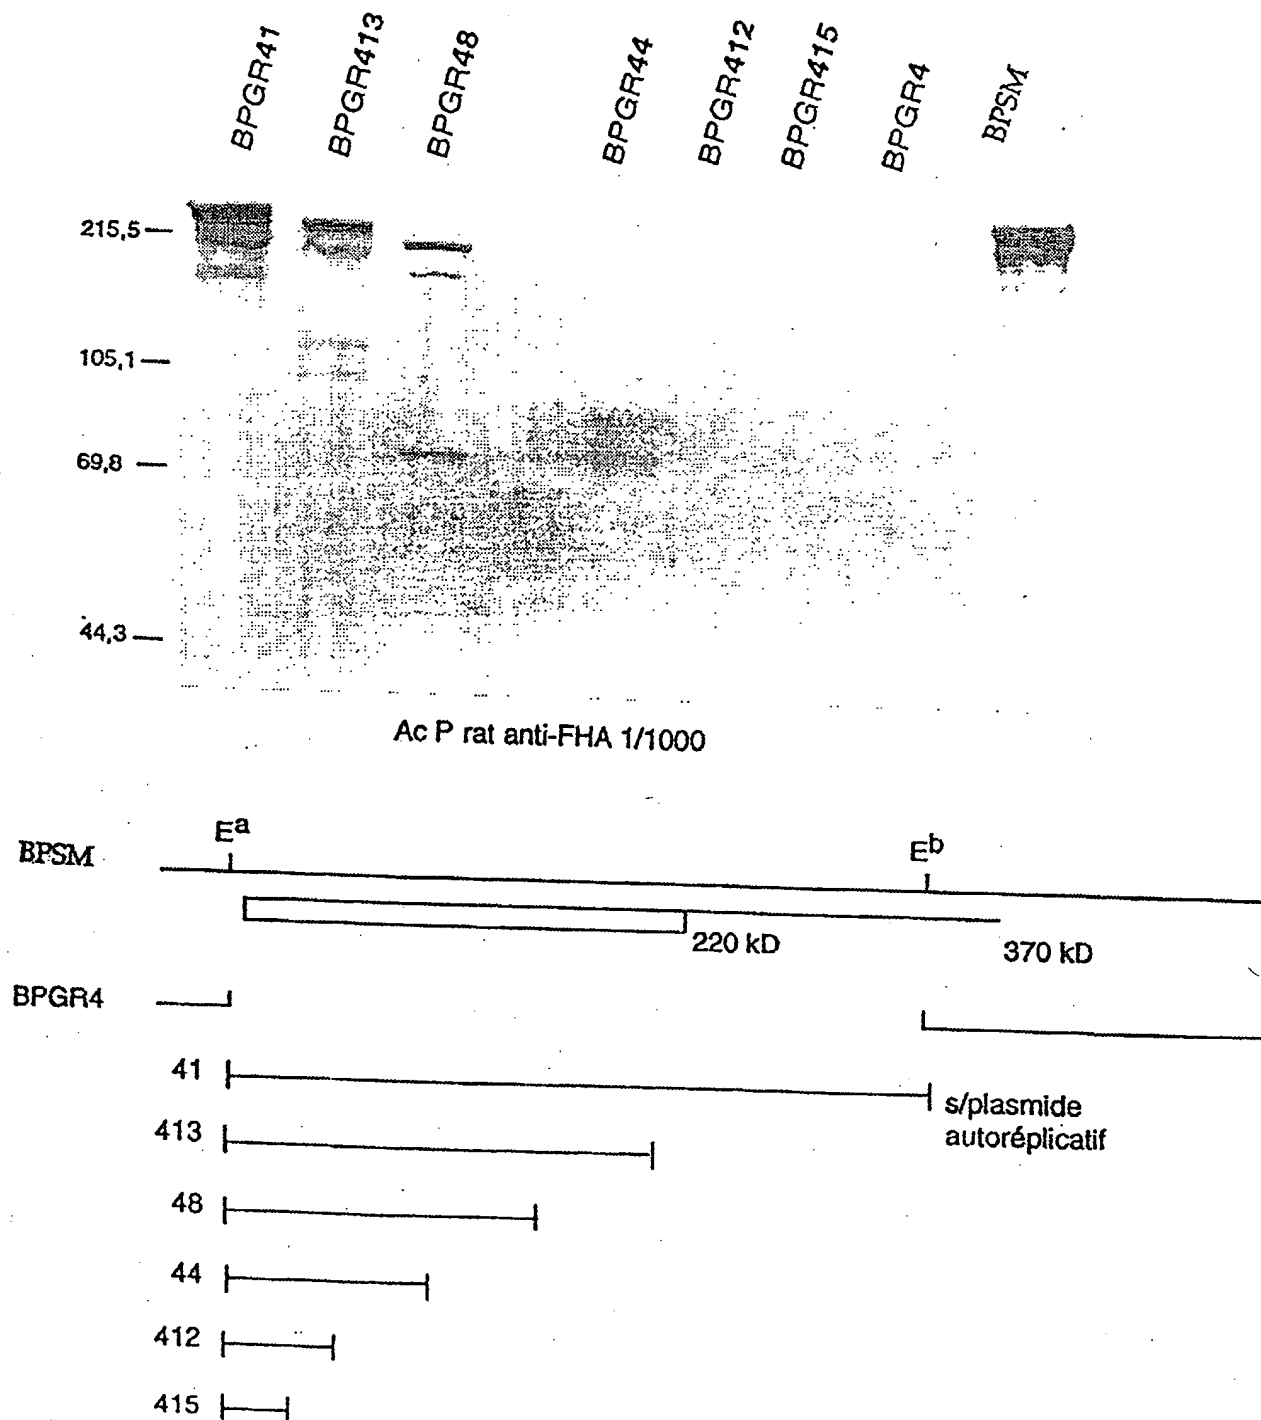 BPGR41 BPGR413 BPGR48 BPGR44 BPGR412 BPGR415 BPGR4 BPSM
215,5
105,1
69,8
44,3
Ac P rat anti-FHA 1/1000
BPSM Ea Eb
220 kD 370 kD
BPGR4
41 s/plasmide
autoréplicatif
413
48
44
412
415